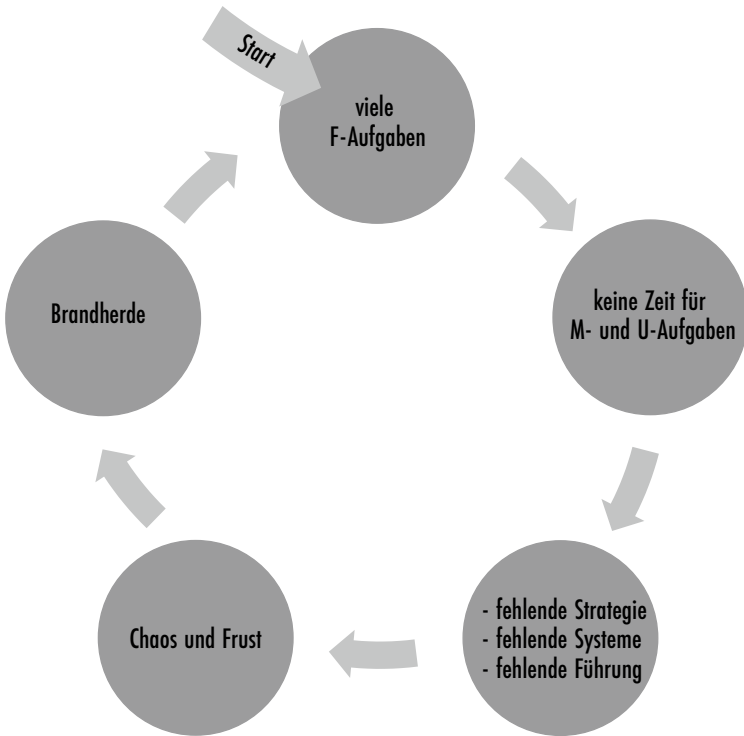 Start
viele
F-Aufgaben
keine Zeit für
M- und U-Aufgaben
- fehlende Strategie
- fehlende Systeme
- fehlende Führung
Chaos und Frust
Brandherde